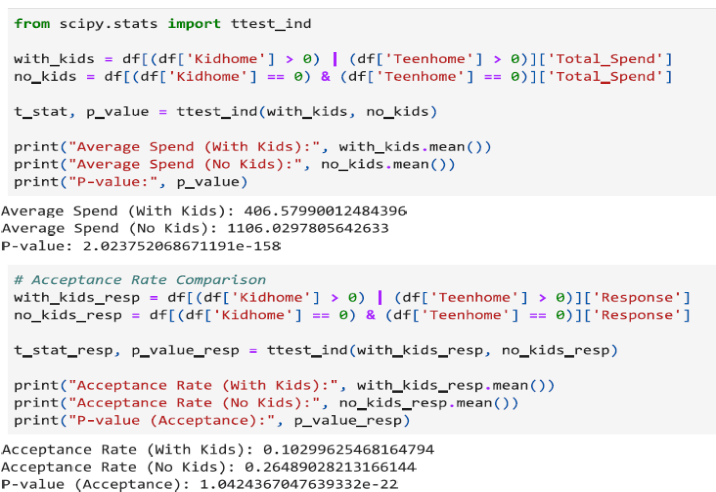 from scipy.stats import ttest_ind
with_kids = df[(df['Kidhome'] > 0) | (df['Teenhome'] > 0)]['Total_Spend']
no_kids = df[(df['Kidhome'] == 0) & (df['Teenhome'] == 0)]['Total_Spend']
t_stat, p_value = ttest_ind(with_kids, no_kids)
print("Average Spend (With Kids):", with_kids.mean())
print("Average Spend (No Kids):", no_kids.mean())
print("P-value:", p_value)
Average Spend (With Kids): 406.57990012484396
Average Spend (No Kids): 1106.0297805642633
P-value: 2.023752068671191e-158
# Acceptance Rate Comparison
with_kids_resp = df[(df['Kidhome'] > 0) | (df['Teenhome'] > 0)]['Response']
no_kids_resp = df[(df['Kidhome'] == 0) & (df['Teenhome'] == 0)]['Response']
t_stat_resp, p_value_resp = ttest_ind(with_kids_resp, no_kids_resp)
print("Acceptance Rate (With Kids):", with_kids_resp.mean())
print("Acceptance Rate (No Kids):", no_kids_resp.mean())
print("P-value (Acceptance):", p_value_resp)
Acceptance Rate (With Kids): 0.10299625468164794
Acceptance Rate (No Kids): 0.26489028213166144
P-value (Acceptance): 1.0424367047639332e-22